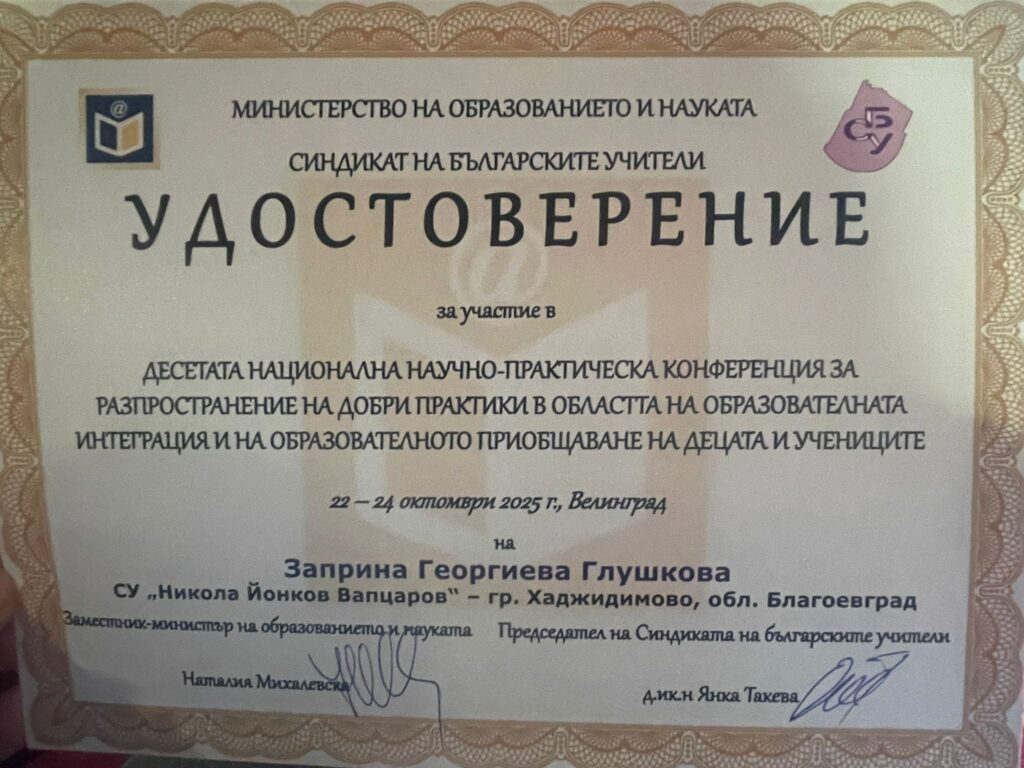 @
МИНИСТЕРСТВО НА ОБРАЗОВАНИЕТО И НАУКАТА
СБУ
СИНДИКАТ НА БЪЛГАРСКИТЕ УЧИТЕЛИ
УДОСТОВЕРЕНИЕ
@
за участие в
ДЕСЕТАТА НАЦИОНАЛНА НАУЧНО-ПРАКТИЧЕСКА КОНФЕРЕНЦИЯ ЗА
РАЗПРОСТРАНЕНИЕ НА ДОБРИ ПРАКТИКИ В ОБЛАСТТА НА ОБРАЗОВАТЕЛНАТА
ИНТЕГРАЦИЯ И НА ОБРАЗОВАТЕЛНОТО ПРИОБЩАВАНЕ НА ДЕЦАТА И УЧЕНИЦИТЕ
22 – 24 октомври 2025 г., Велинград
на
Заприна Георгиева Глушкова
СУ „Никола Йонков Вапцаров“ – гр. Хаджидимово, обл. Благоевград
Заместник-министър на образованието и науката Председател на Синдиката на българските учители
Наталия Михалевска д.ик.н Янка Такева